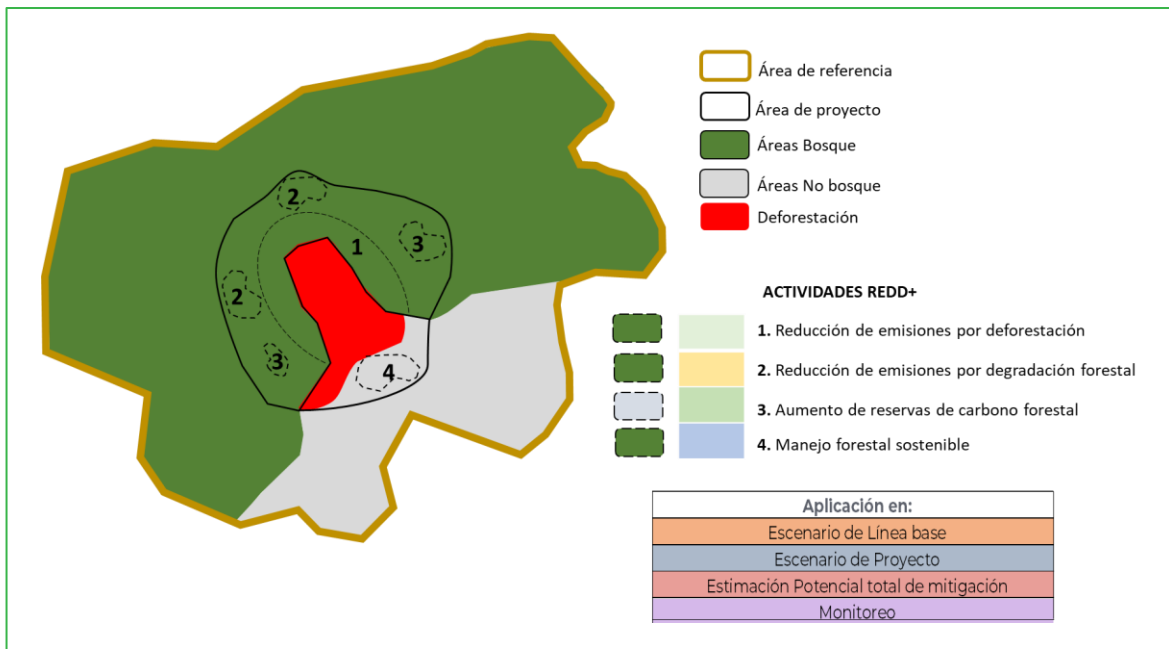 Área de referencia
Área de proyecto
Áreas Bosque
Áreas No bosque
Deforestación
2
1
3
2
3
4
ACTIVIDADES REDD+
1. Reducción de emisiones por deforestación
2. Reducción de emisiones por degradación forestal
3. Aumento de reservas de carbono forestal
4. Manejo forestal sostenible
Aplicación en:
Escenario de Línea base
Escenario de Proyecto
Estimación Potencial total de mitigación
Monitoreo